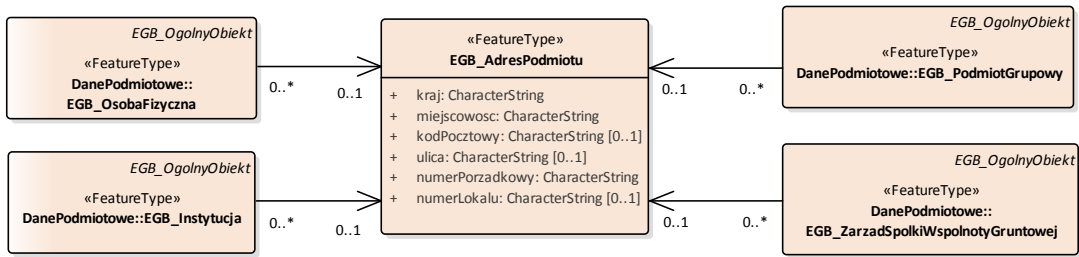 EGB_OgolnyObiekt
«FeatureType»
DanePodmiotowe::
EGB_OsobaFizyczna
0..*
0..1
EGB_OgolnyObiekt
«FeatureType»
DanePodmiotowe::EGB_Instytucja
0..*
0..1
«FeatureType»
EGB_AdresPodmiotu
+ kraj: CharacterString
+ miejscowosc: CharacterString
+ kodPocztowy: CharacterString [0..1]
+ ulica: CharacterString [0..1]
+ numerPorzadkowy: CharacterString
+ numerLokalu: CharacterString [0..1]
EGB_OgolnyObiekt
«FeatureType»
DanePodmiotowe::EGB_PodmiotGrupowy
0..1
0..*
EGB_OgolnyObiekt
«FeatureType»
DanePodmiotowe::
EGB_ZarzadSpolkiWspolnotyGruntowej
0..1
0..*